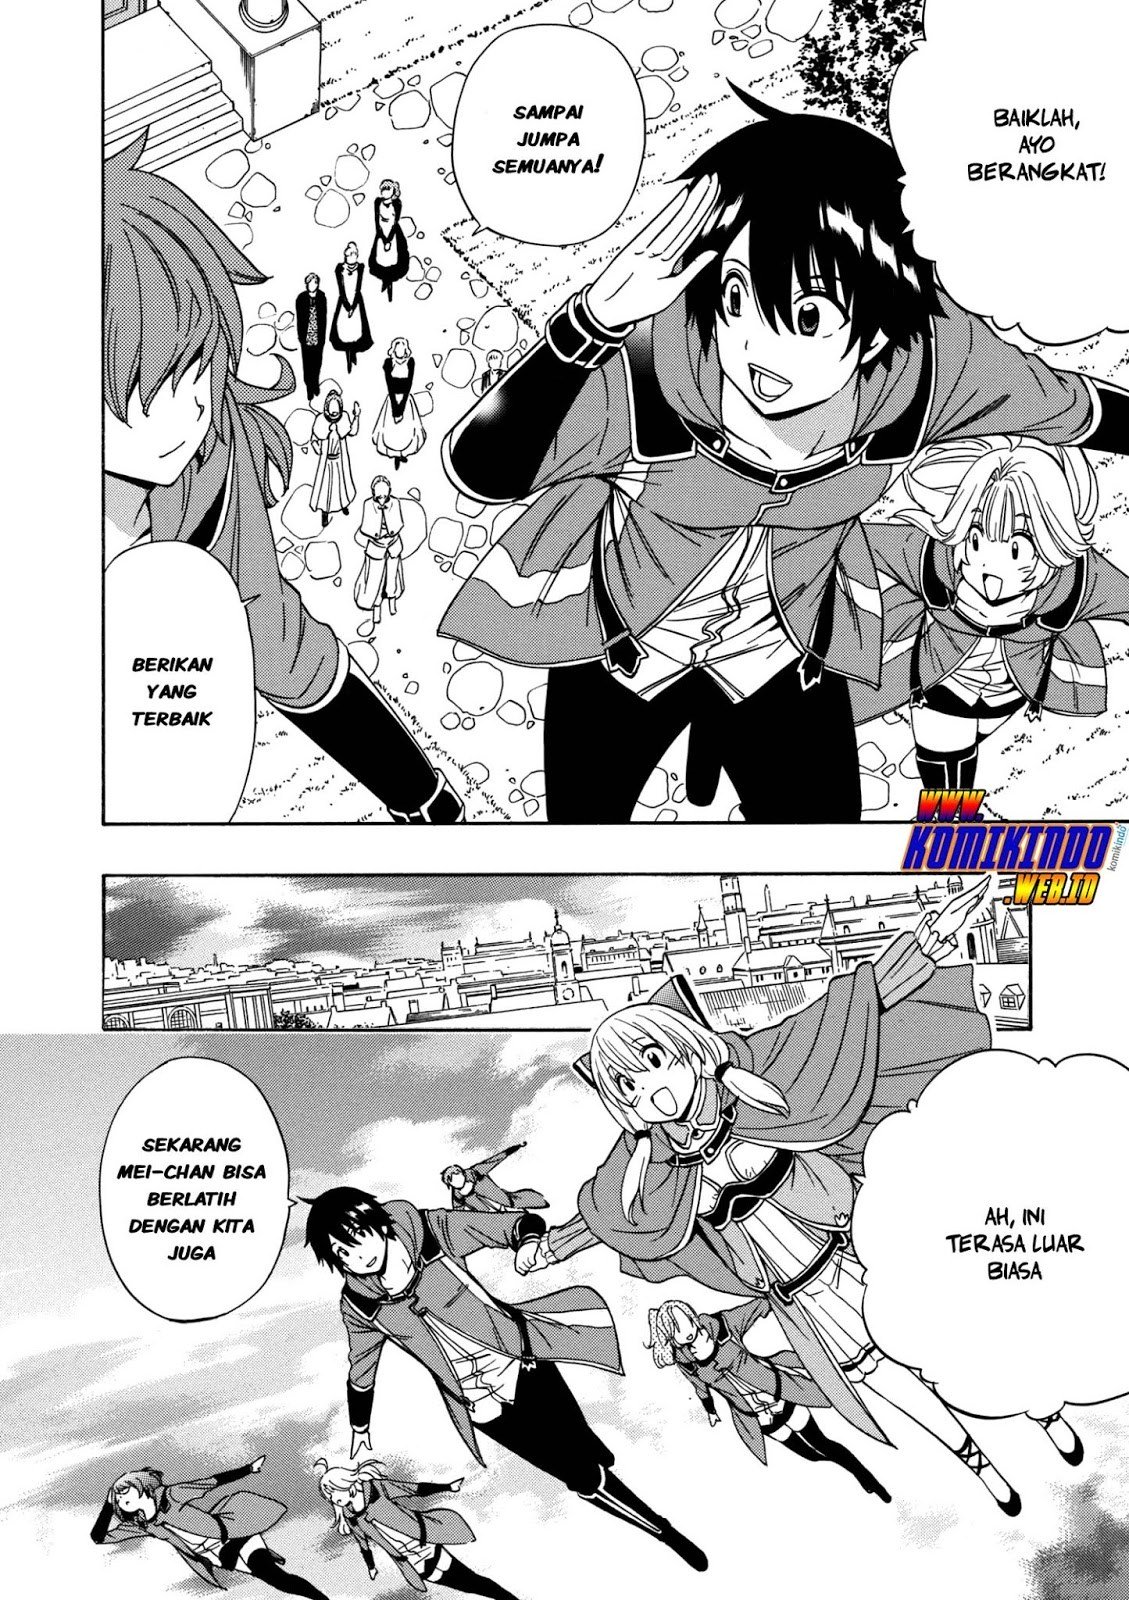 BAIKLAH,
AYO
BERANGKAT!
SAMPAI
JUMPA
SEMUANYA!
BERIKAN
YANG
TERBAIK
WWW.
KOMIKINDO
.WEB.ID
komikindo
AH, INI
TERASA LUAR
BIASA
SEKARANG
MEI-CHAN BISA
BERLATIH
DENGAN KITA
JUGA